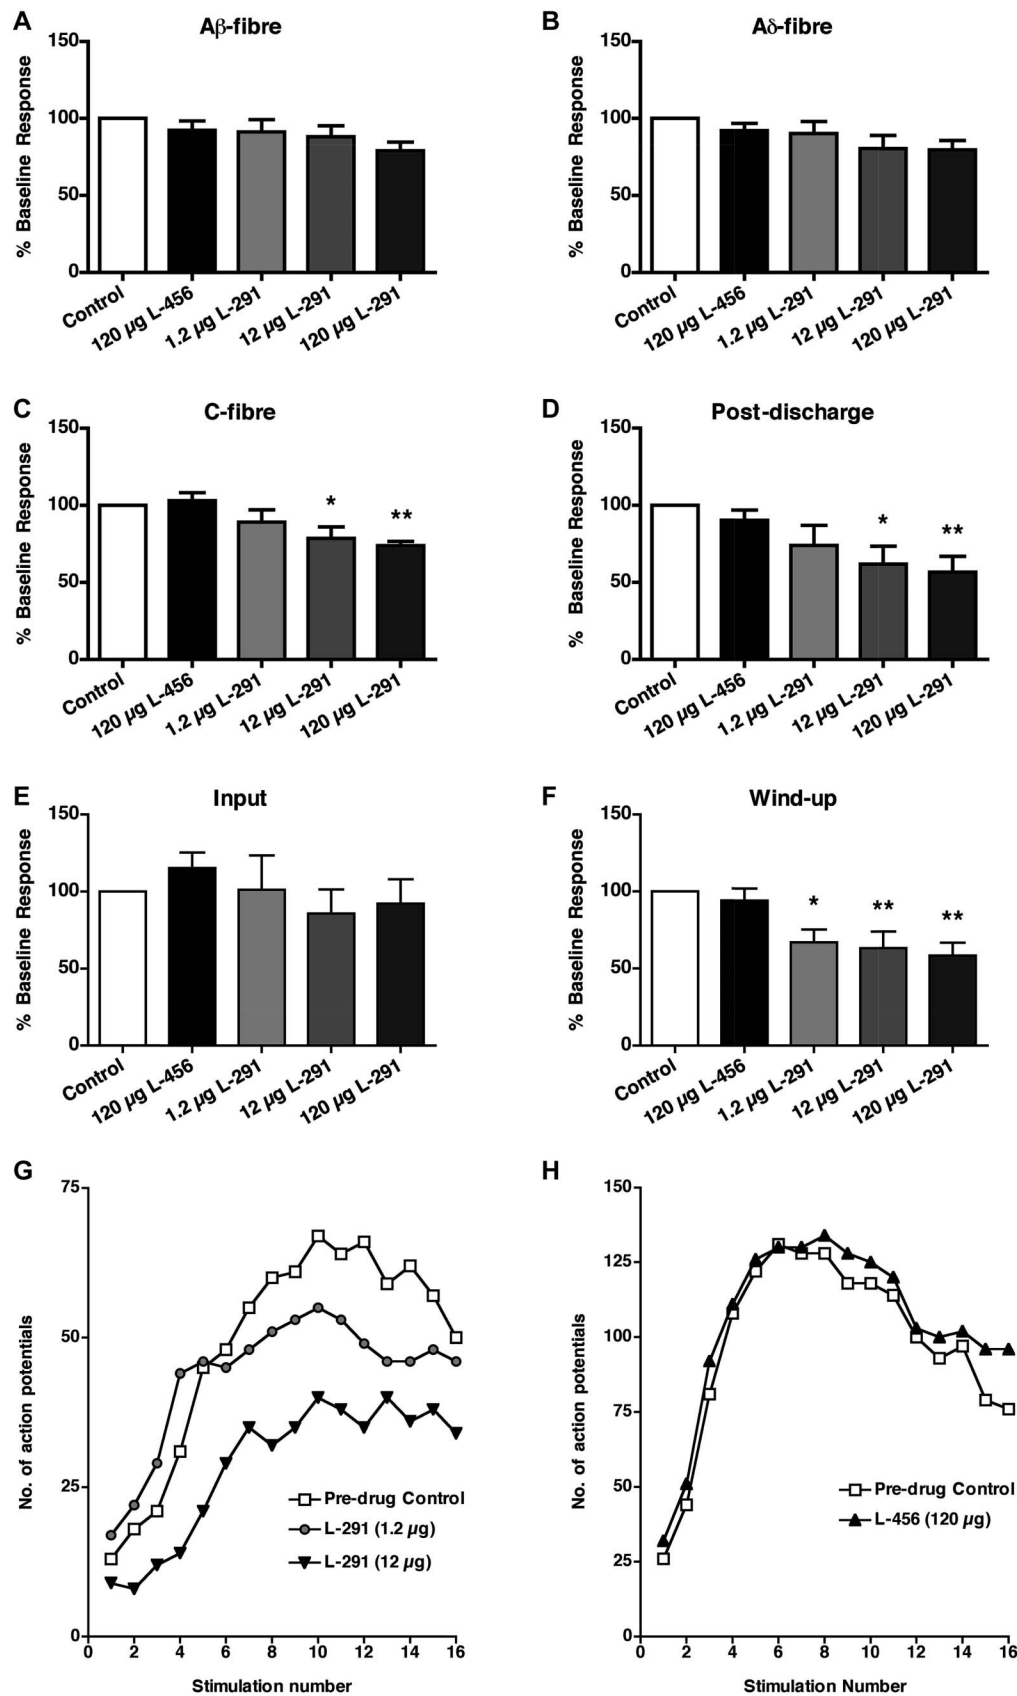 A
Aβ-fibre
150
100
50
0
% Baseline Response
Control
120 µg L-456
1.2 µg L-291
12 µg L-291
120 µg L-291
B
Aδ-fibre
150
100
50
0
% Baseline Response
Control
120 µg L-456
1.2 µg L-291
12 µg L-291
120 µg L-291
C
C-fibre
150
100
50
0
% Baseline Response
*
**
Control
120 µg L-456
1.2 µg L-291
12 µg L-291
120 µg L-291
D
Post-discharge
150
100
50
0
% Baseline Response
*
**
Control
120 µg L-456
1.2 µg L-291
12 µg L-291
120 µg L-291
E
Input
150
100
50
0
% Baseline Response
Control
120 µg L-456
1.2 µg L-291
12 µg L-291
120 µg L-291
F
Wind-up
150
100
50
0
% Baseline Response
*
**
**
Control
120 µg L-456
1.2 µg L-291
12 µg L-291
120 µg L-291
G
75
50
25
0
No. of action potentials
Pre-drug Control
L-291 (1.2 µg)
L-291 (12 µg)
0 2 4 6 8 10 12 14 16
Stimulation number
H
150
125
100
75
50
25
0
No. of action potentials
Pre-drug Control
L-456 (120 µg)
0 2 4 6 8 10 12 14 16
Stimulation Number